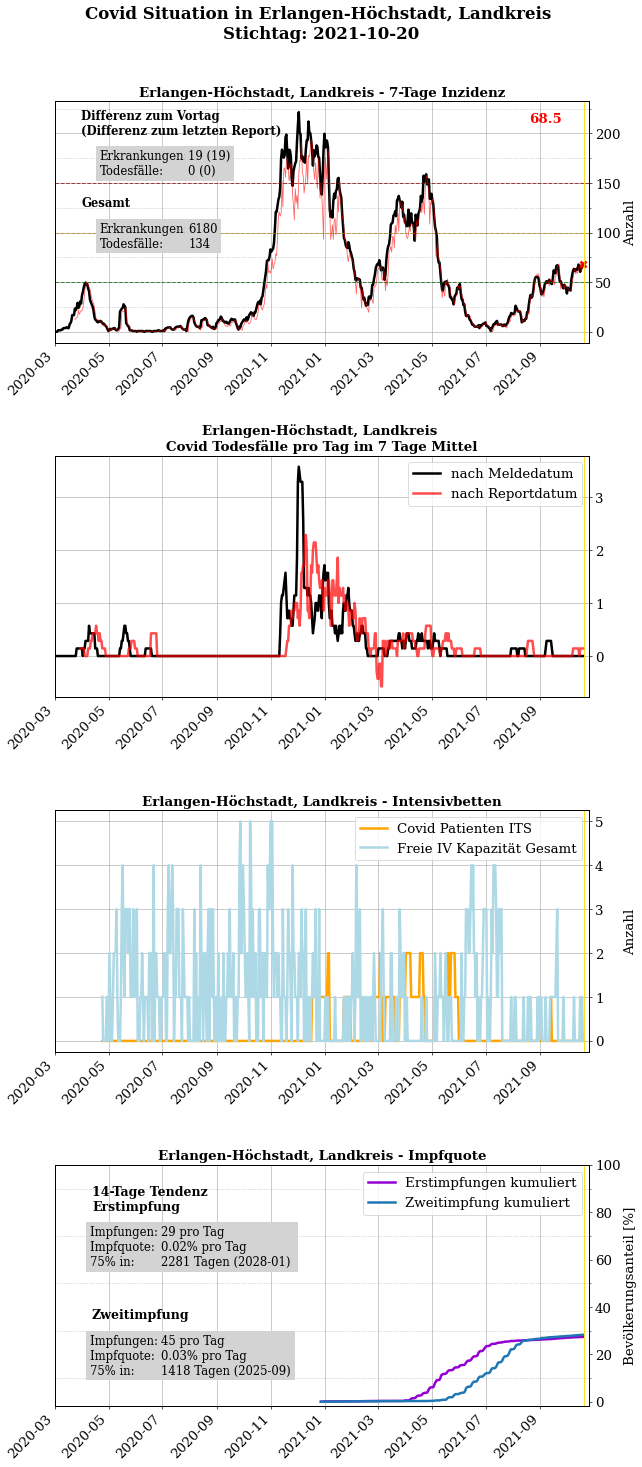 Covid Situation in Erlangen-Höchstadt, Landkreis
Stichtag: 2021-10-20
Erlangen-Höchstadt, Landkreis - 7-Tage Inzidenz
Differenz zum Vortag
(Differenz zum letzten Report)
Erkrankungen 19 (19)
Todesfälle: 0 (0)
Gesamt
Erkrankungen 6180
Todesfälle: 134
68.5
200
150
100
50
0
Anzahl
2020-03
2020-05
2020-07
2020-09
2020-11
2021-01
2021-03
2021-05
2021-07
2021-09
Erlangen-Höchstadt, Landkreis
Covid Todesfälle pro Tag im 7 Tage Mittel
nach Meldedatum
nach Reportdatum
3
2
1
0
2020-03
2020-05
2020-07
2020-09
2020-11
2021-01
2021-03
2021-05
2021-07
2021-09
Erlangen-Höchstadt, Landkreis - Intensivbetten
Covid Patienten ITS
Freie IV Kapazität Gesamt
5
4
3
2
1
0
Anzahl
2020-03
2020-05
2020-07
2020-09
2020-11
2021-01
2021-03
2021-05
2021-07
2021-09
Erlangen-Höchstadt, Landkreis - Impfquote
14-Tage Tendenz
Erstimpfung
Impfungen: 29 pro Tag
Impfquote: 0.02% pro Tag
75% in: 2281 Tagen (2028-01)
Zweitimpfung
Impfungen: 45 pro Tag
Impfquote: 0.03% pro Tag
75% in: 1418 Tagen (2025-09)
Erstimpfungen kumuliert
Zweitimpfung kumuliert
100
80
60
40
20
0
Bevölkerungsanteil [%]
2020-03
2020-05
2020-07
2020-09
2020-11
2021-01
2021-03
2021-05
2021-07
2021-09